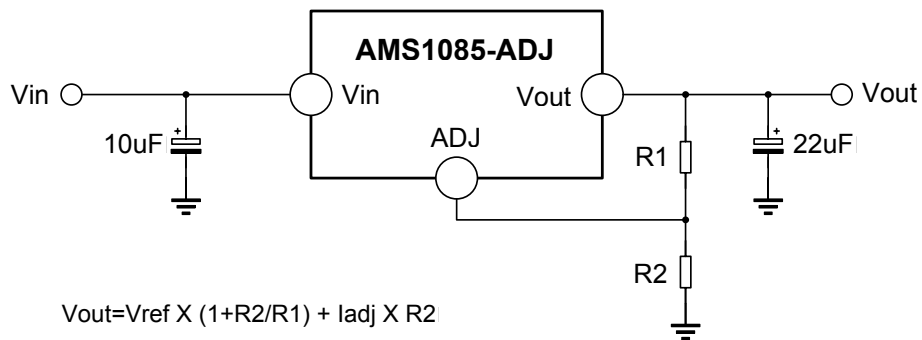 AMS1085-ADJ
Vin
Vin
Vout
Vout
10uF
ADJ
R1
22uF
R2
Vout=Vref X (1+R2/R1) + Iadj X R2